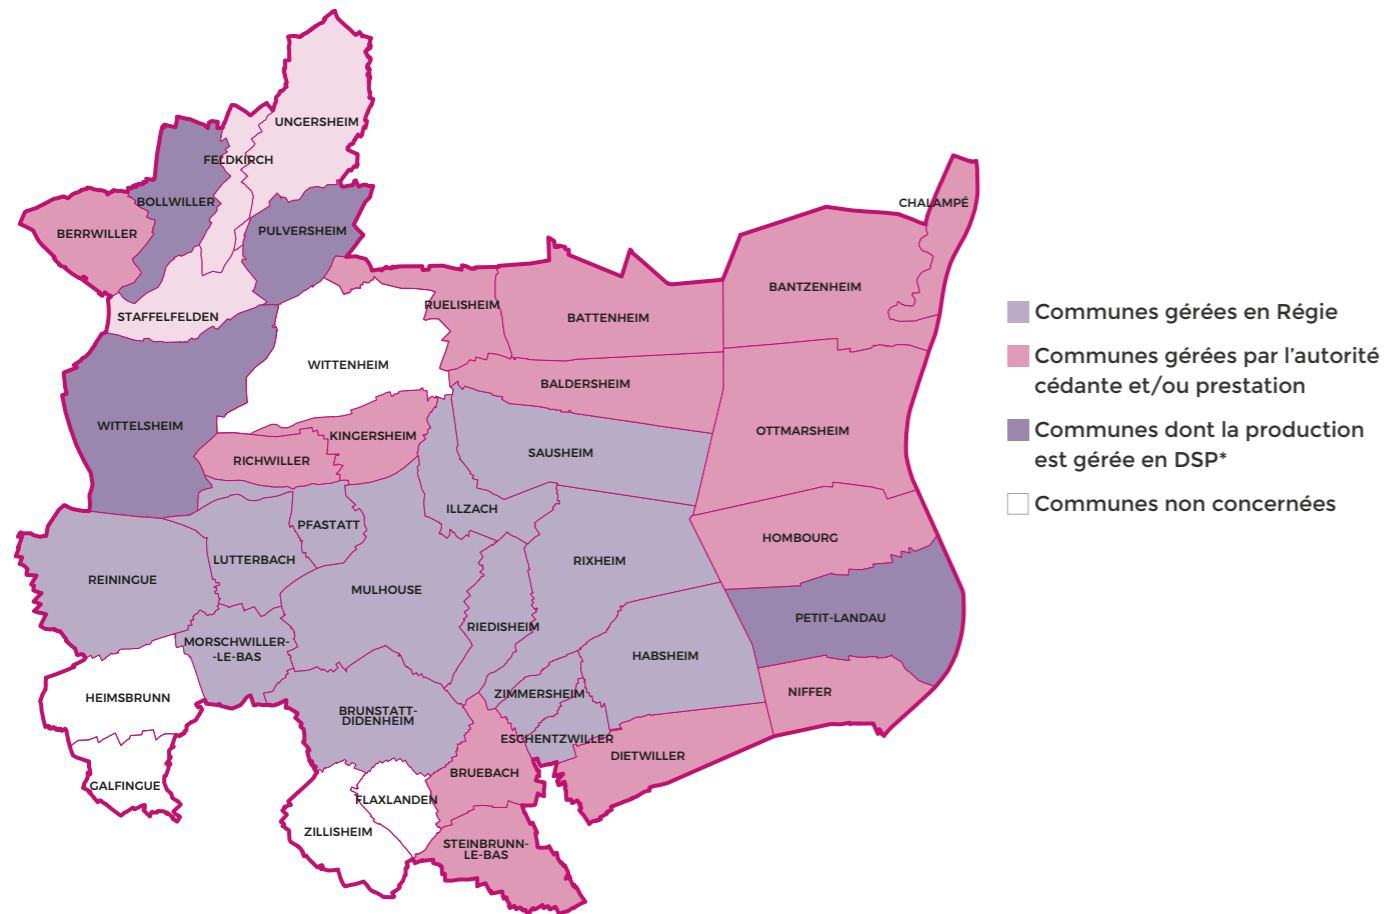 UNGERSHEIM
FELDKIRCH
BOLLWILLER
CHALAMPÉ
BERRWILLER
PULVERSHEIM
BANTZENHEIM
RUELISHEIM
STAFFELFELDEN
BATTENHEIM
WITTENHEIM
BALDERSHEIM
WITTELSHEIM
KINGERSHEIM
OTTMARSHEIM
RICHWILLER
SAUSHEIM
ILLZACH
PFASTATT
HOMBOURG
LUTTERBACH
RIXHEIM
REININGUE
MULHOUSE
PETIT-LANDAU
RIEDISHEIM
MORSCHWILLER-
-LE-BAS
HABSHEIM
ZIMMERSHEIM
NIFFER
HEIMSBRUNN
BRUNSTATT-
DIDENHEIM
ESCHENTZWILLER
DIETWILLER
BRUEBACH
GALFINGUE
FLAXLANDEN
ZILLISHEIM
STEINBRUNN-
LE-BAS
Communes gérées en Régie
Communes gérées par l'autorité
cédante et/ou prestation
Communes dont la production
est gérée en DSP*
Communes non concernées